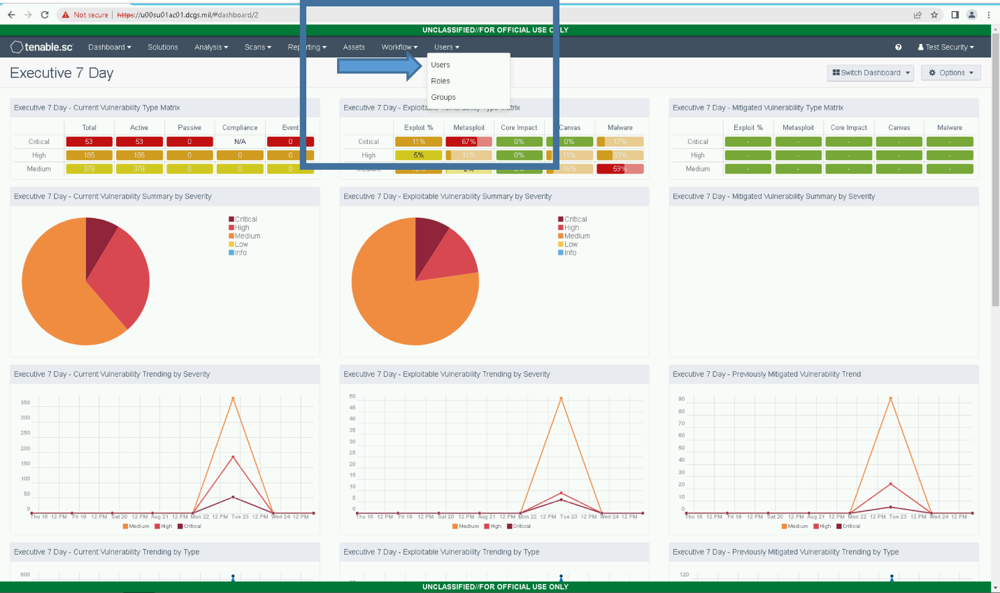 Not secure | https://u00su01ac01.dcgs.mil/#dashboard/2
UNCLASSIFIED//FOR OFFICIAL USE ONLY
tenable.sc Dashboard Solutions Analysis Scans Reporting Assets Workflow Users Test Security
Users
Roles
Groups
Executive 7 Day
Switch Dashboard Options
Executive 7 Day - Current Vulnerability Type Matrix
Total Active Passive Compliance Event
Critical 53 53 0 N/A 0
High 185 185 0 0 0
Medium 378 378 0 0 0
Executive 7 Day - Exploitable Vulnerability Type Matrix
Exploit % Metasploit Core Impact Canvas Malware
Critical 11% 67% 0% 0% 17%
High 5% 11% 0% 11% 33%
Medium 2% 0% 16% 59%
Executive 7 Day - Mitigated Vulnerability Type Matrix
Exploit % Metasploit Core Impact Canvas Malware
Critical - - - - -
High - - - - -
Medium - - - - -
Executive 7 Day - Current Vulnerability Summary by Severity
Critical
High
Medium
Low
Info
Executive 7 Day - Exploitable Vulnerability Summary by Severity
Critical
High
Medium
Low
Info
Executive 7 Day - Mitigated Vulnerability Summary by Severity
Executive 7 Day - Current Vulnerability Trending by Severity
350
300
250
200
150
100
50
0
Thu 18 12 PM Fri 19 12 PM Sat 20 12 PM Aug 21 12 PM Mon 22 12 PM Tue 23 12 PM Wed 24 12 PM
Medium High Critical
Executive 7 Day - Exploitable Vulnerability Trending by Severity
50
45
40
35
30
25
20
15
10
5
0
Thu 18 12 PM Fri 19 12 PM Sat 20 12 PM Aug 21 12 PM Mon 22 12 PM Tue 23 12 PM Wed 24 12 PM
Medium High Critical
Executive 7 Day - Previously Mitigated Vulnerability Trend
90
80
70
60
50
40
30
20
10
0
Thu 18 12 PM Fri 19 12 PM Sat 20 12 PM Aug 21 12 PM Mon 22 12 PM Tue 23 12 PM Wed 24 12 PM
Medium High Critical
Executive 7 Day - Current Vulnerability Trending by Type
600
Executive 7 Day - Exploitable Vulnerability Trending by Type
Executive 7 Day - Previously Mitigated Vulnerability Trending by Type
120
UNCLASSIFIED//FOR OFFICIAL USE ONLY